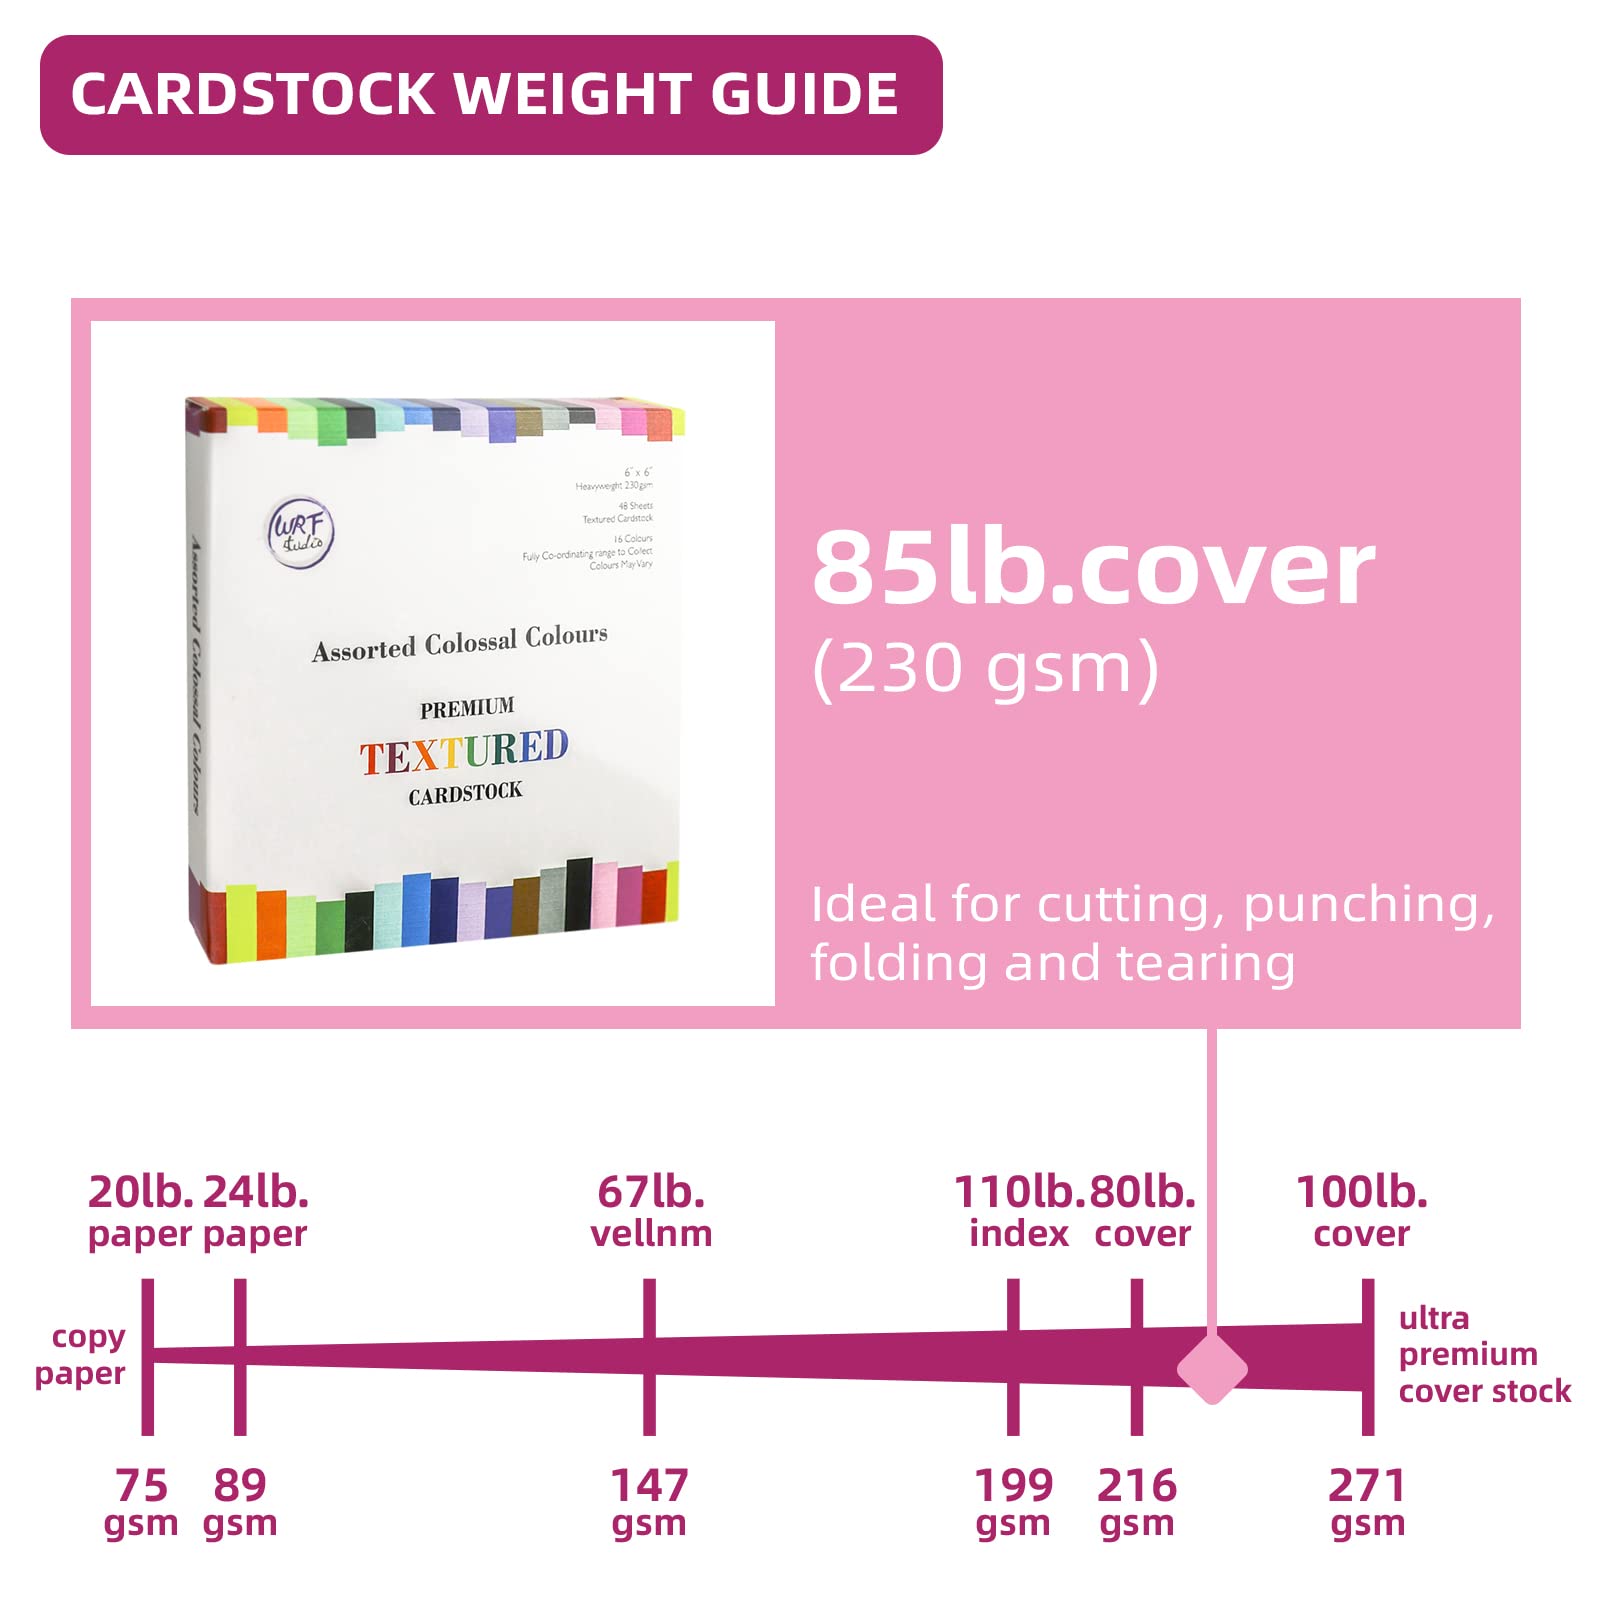 CARDSTOCK WEIGHT GUIDE
6" x 6"
Heavyweight 230gsm
48 Sheets
Textured Cardstock
16 Colours
Fully Co-ordinating range to Collect
Colours May Vary
WRF
studio
Assorted Colossal Colours
Assorted Colossal Colours
PREMIUM
TEXTURED
CARDSTOCK
85lb.cover
(230 gsm)
Ideal for cutting, punching,
folding and tearing
20lb. 24lb. 67lb. 110lb. 80lb. 100lb.
paper paper vellnm index cover cover
copy
paper
ultra
premium
cover stock
75 89 147 199 216 271
gsm gsm gsm gsm gsm gsm